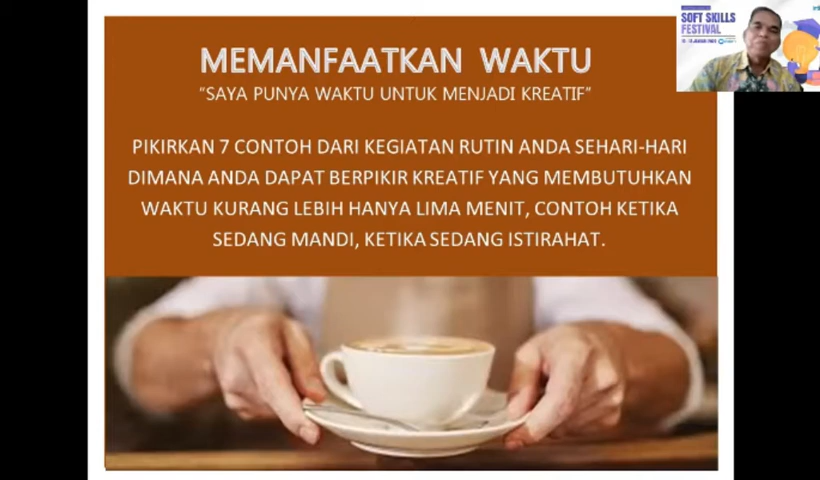 MEMANFAATKAN WAKTU
"SAYA PUNYA WAKTU UNTUK MENJADI KREATIF"
PIKIRKAN 7 CONTOH DARI KEGIATAN RUTIN ANDA SEHARI-HARI
DIMANA ANDA DAPAT BERPIKIR KREATIF YANG MEMBUTUHKAN
WAKTU KURANG LEBIH HANYA LIMA MENIT, CONTOH KETIKA
SEDANG MANDI, KETIKA SEDANG ISTIRAHAT.
SOFT SKILLS
FESTIVAL